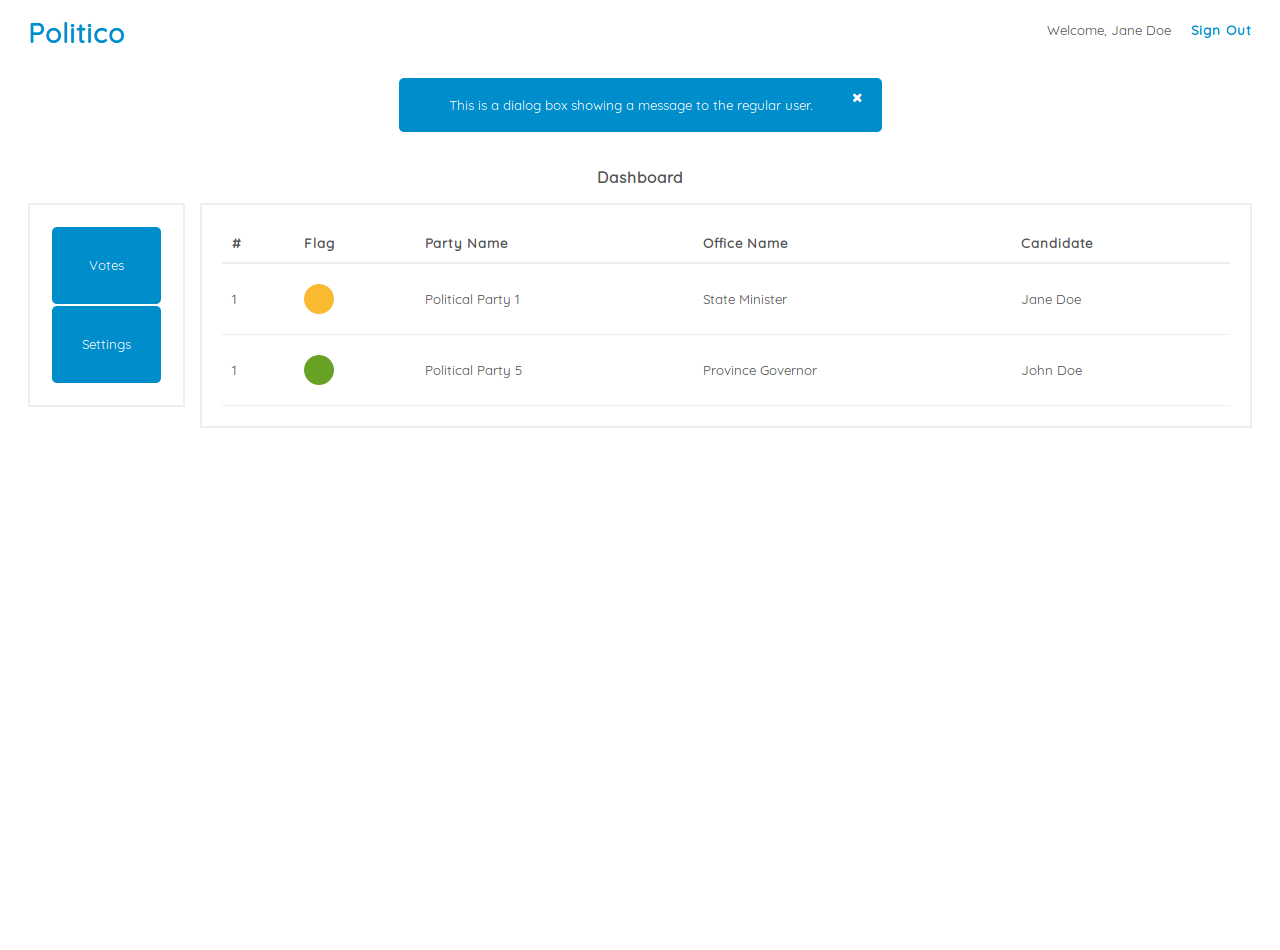 Politico
Welcome, Jane Doe Sign Out
This is a dialog box showing a message to the regular user.
Dashboard
Votes
Settings
# Flag Party Name Office Name Candidate
1 Political Party 1 State Minister Jane Doe
1 Political Party 5 Province Governor John Doe